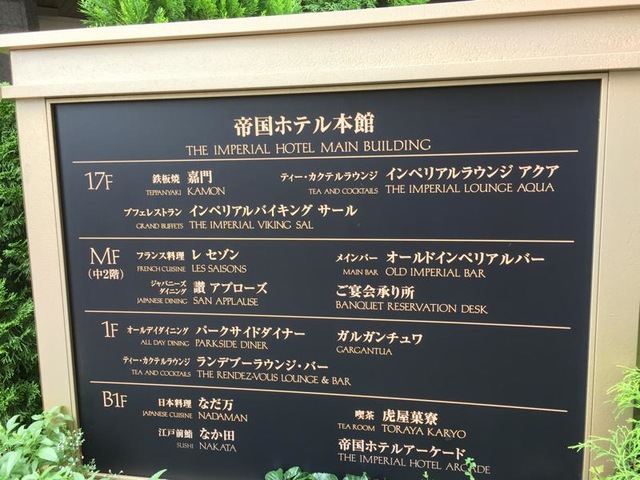 帝国ホテル本館
THE IMPERIAL HOTEL MAIN BUILDING
17F
鉄板焼 嘉門
TEPPANYAKI KAMON
ティー・カクテルラウンジ インペリアルラウンジ アクア
TEA AND COCKTAILS THE IMPERIAL LOUNGE AQUA
ブフェレストラン インペリアルバイキング サール
GRAND BUFFETS THE IMPERIAL VIKING SAL
MF
(中2階)
フランス料理 レ セゾン
FRENCH CUISINE LES SAISONS
メインバー オールドインペリアルバー
MAIN BAR OLD IMPERIAL BAR
ジャパニーズ
ダイニング 讃 アプローズ
JAPANESE DINING SAN APPLAUSE
ご宴会承り所
BANQUET RESERVATION DESK
1F
オールデイダイニング パークサイドダイナー
ALL DAY DINING PARKSIDE DINER
ガルガンチュワ
GARGANTUA
ティー・カクテルラウンジ ランデブーラウンジ・バー
TEA AND COCKTAILS THE RENDEZ-VOUS LOUNGE & BAR
B1F
日本料理 なだ万
JAPANESE CUISINE NADAMAN
喫茶 虎屋菓寮
TEA ROOM TORAYA KARYO
江戸前鮨 なか田
SUSHI NAKATA
帝国ホテルアーケード
THE IMPERIAL HOTEL ARCADE